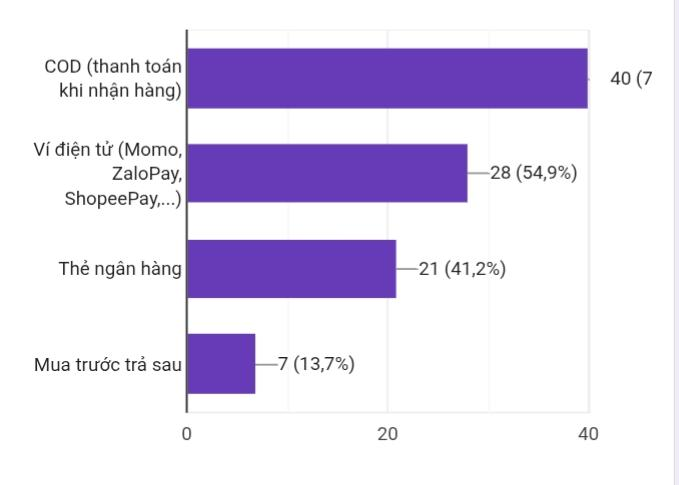 COD (thanh toán
khi nhận hàng)
40 (7
Ví điện tử (Momo,
ZaloPay,
ShopeePay,...)
28 (54,9%)
Thẻ ngân hàng
21 (41,2%)
Mua trước trả sau
7 (13,7%)
0
20
40